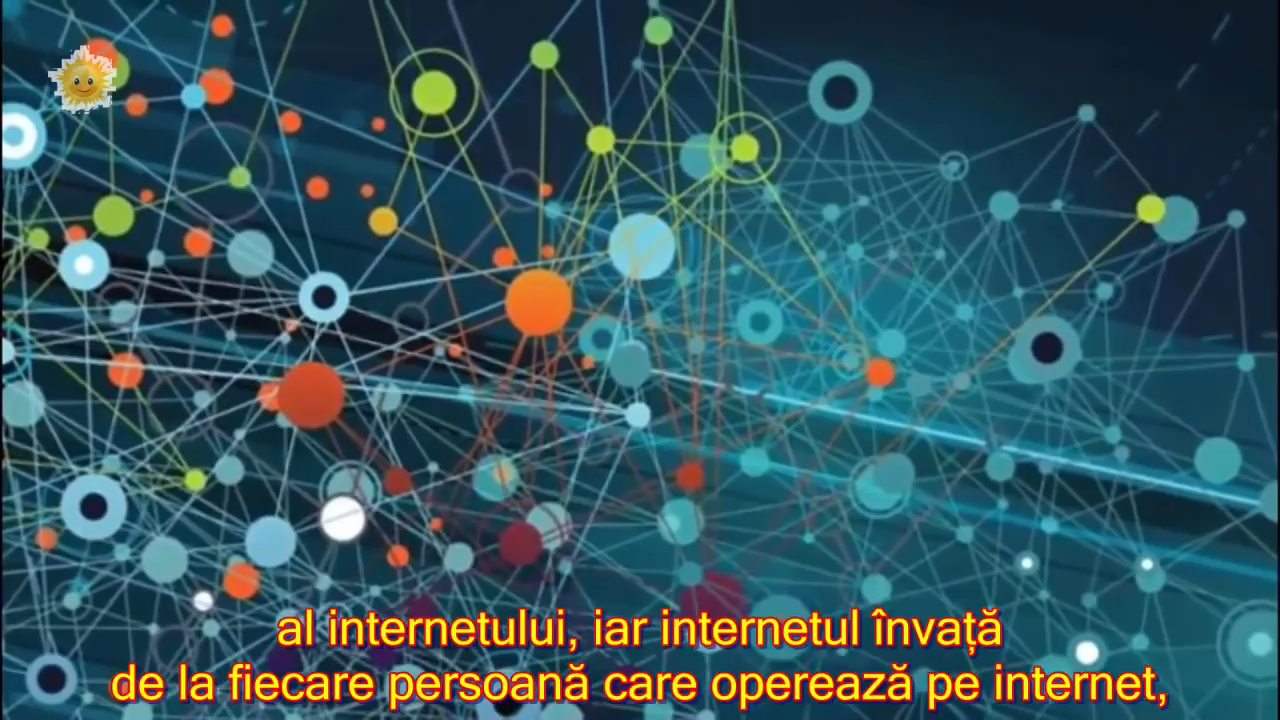 al internetului, iar internetul învață
de la fiecare persoană care operează pe internet,